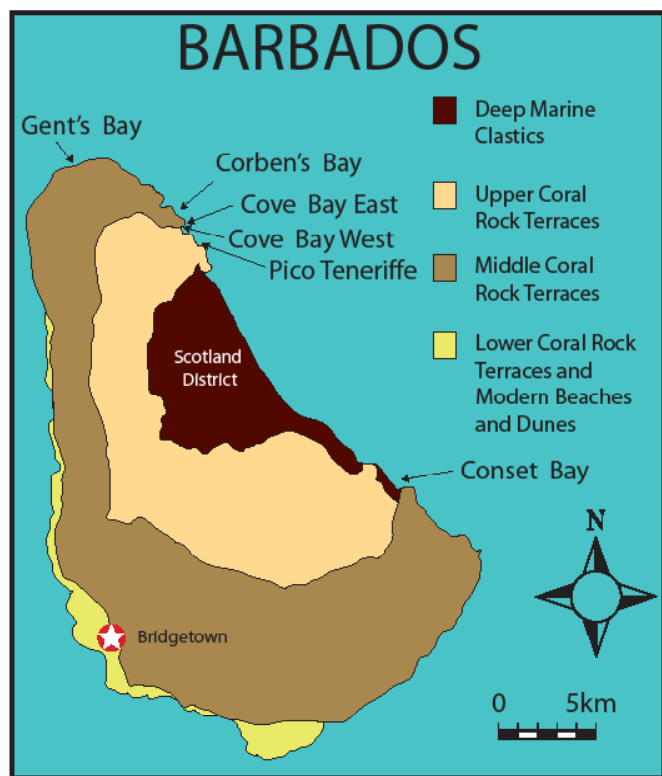 BARBADOS
Gent's Bay
Corben's Bay
Cove Bay East
Cove Bay West
Pico Teneriffe
Deep Marine
Clastics
Upper Coral
Rock Terraces
Middle Coral
Rock Terraces
Lower Coral Rock
Terraces and
Modern Beaches
and Dunes
Scotland
District
Conset Bay
N
Bridgetown
0 5km